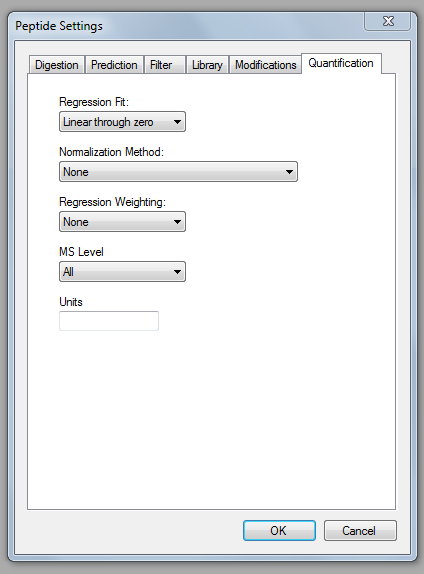 Peptide Settings
Digestion Prediction Filter Library Modifications Quantification
Regression Fit:
Linear through zero
Normalization Method:
None
Regression Weighting:
None
MS Level
All
Units
OK Cancel